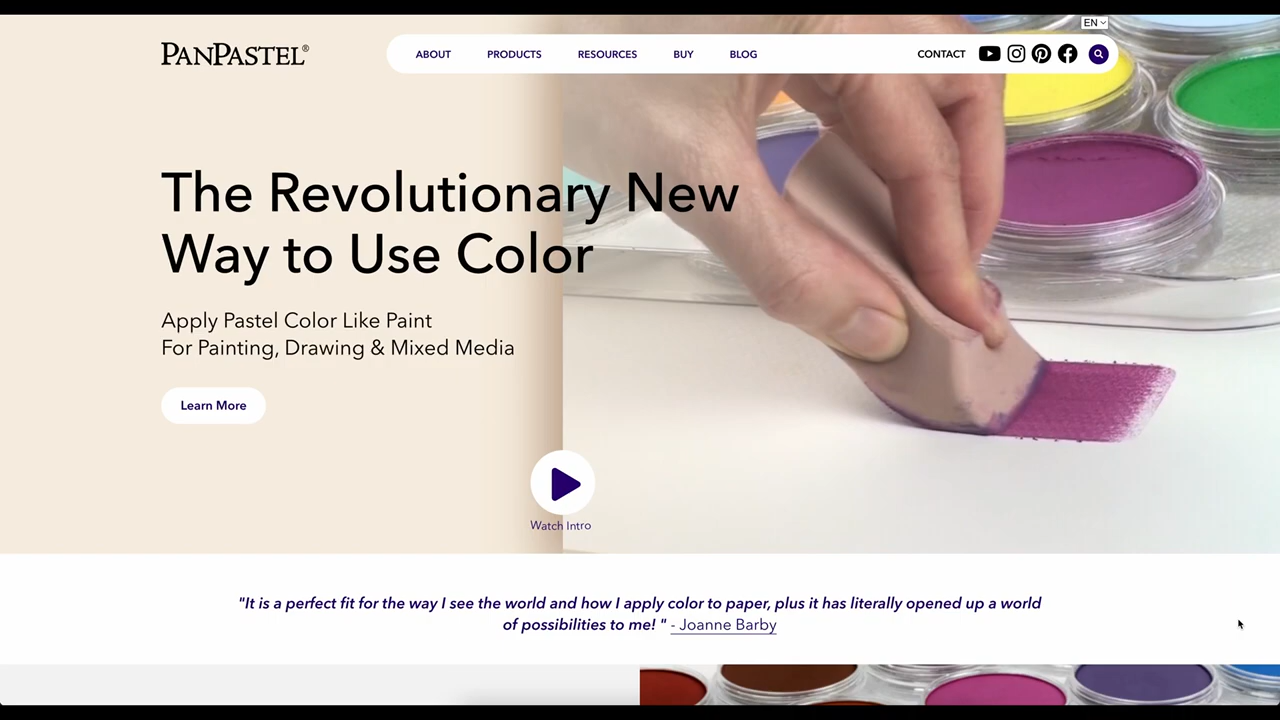 EN
PANPASTEL®
ABOUT PRODUCTS RESOURCES BUY BLOG CONTACT
The Revolutionary New
Way to Use Color
Apply Pastel Color Like Paint
For Painting, Drawing & Mixed Media
Learn More
Watch Intro
"It is a perfect fit for the way I see the world and how I apply color to paper, plus it has literally opened up a world
of possibilities to me! " - Joanne Barby